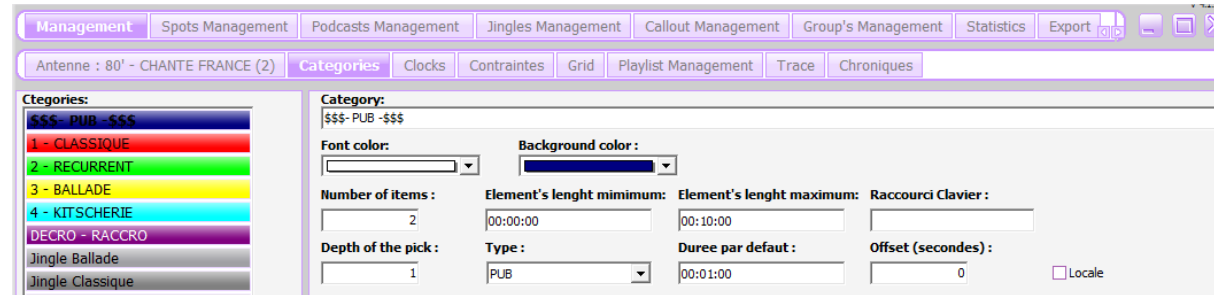 Management Spots Management Podcasts Management Jingles Management Callout Management Group's Management Statistics Export
Antenne : 80' - CHANTE FRANCE (2) Categories Clocks Contraintes Grid Playlist Management Trace Chroniques
Ctegories:
$$$- PUB -$$$
1 - CLASSIQUE
2 - RECURRENT
3 - BALLADE
4 - KITSCHERIE
DECRO - RACCRO
Jingle Ballade
Jingle Classique
Category:
$$$- PUB -$$$
Font color: Background color :
Number of items : Element's lenght mimimum: Element's lenght maximum: Raccourci Clavier :
2 00:00:00 00:10:00
Depth of the pick : Type : Duree par defaut : Offset (secondes) :
1 PUB 00:01:00 0 Locale